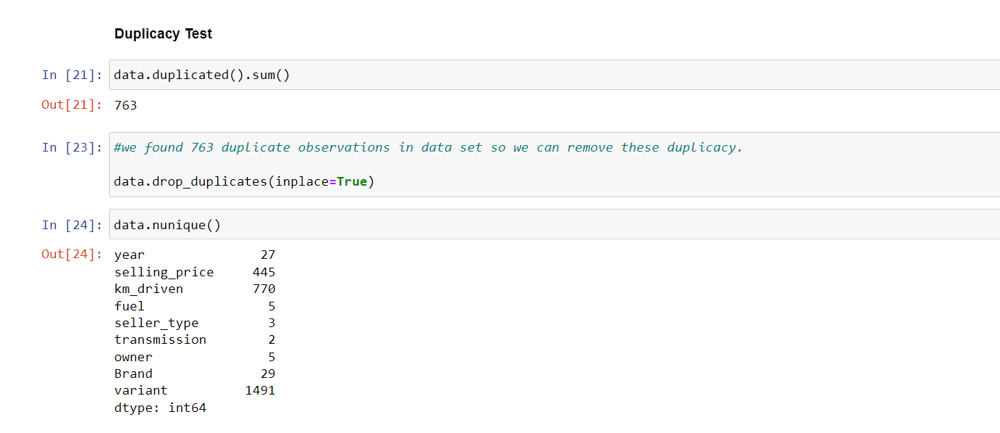 Duplicacy Test
In [21]: data.duplicated().sum()
Out[21]: 763
In [23]: #we found 763 duplicate observations in data set so we can remove these duplicacy.
data.drop_duplicates(inplace=True)
In [24]: data.nunique()
Out[24]: year 27
selling_price 445
km_driven 770
fuel 5
seller_type 3
transmission 2
owner 5
Brand 29
variant 1491
dtype: int64